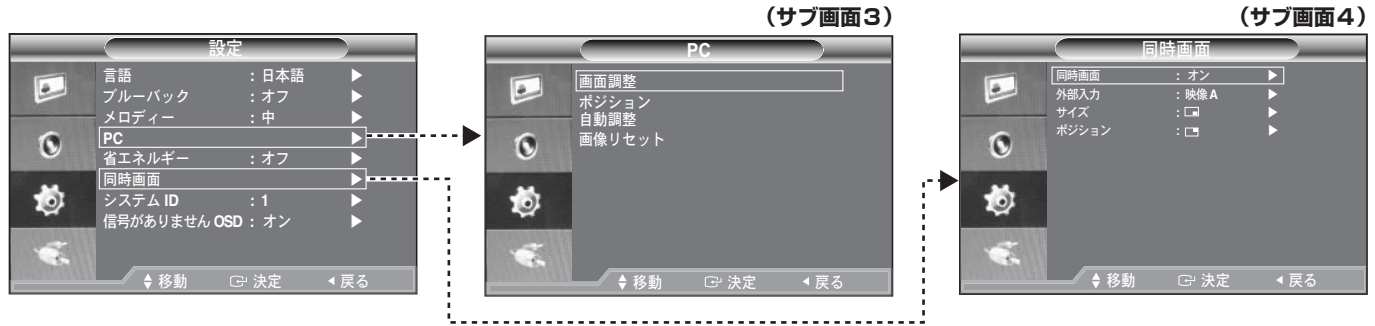 (サブ画面3)
(サブ画面4)
設定
言語 : 日本語 ▶
ブルーバック : オフ ▶
メロディー : 中 ▶
PC ▶
省エネルギー : オフ ▶
同時画面 ▶
システム ID : 1 ▶
信号がありません OSD : オン ▶
移動 決定 戻る
PC
画面調整
ポジション
自動調整
画像リセット
移動 決定 戻る
同時画面
同時画面 : オン ▶
外部入力 : 映像A ▶
サイズ : ▶
ポジション : ▶
移動 決定 戻る